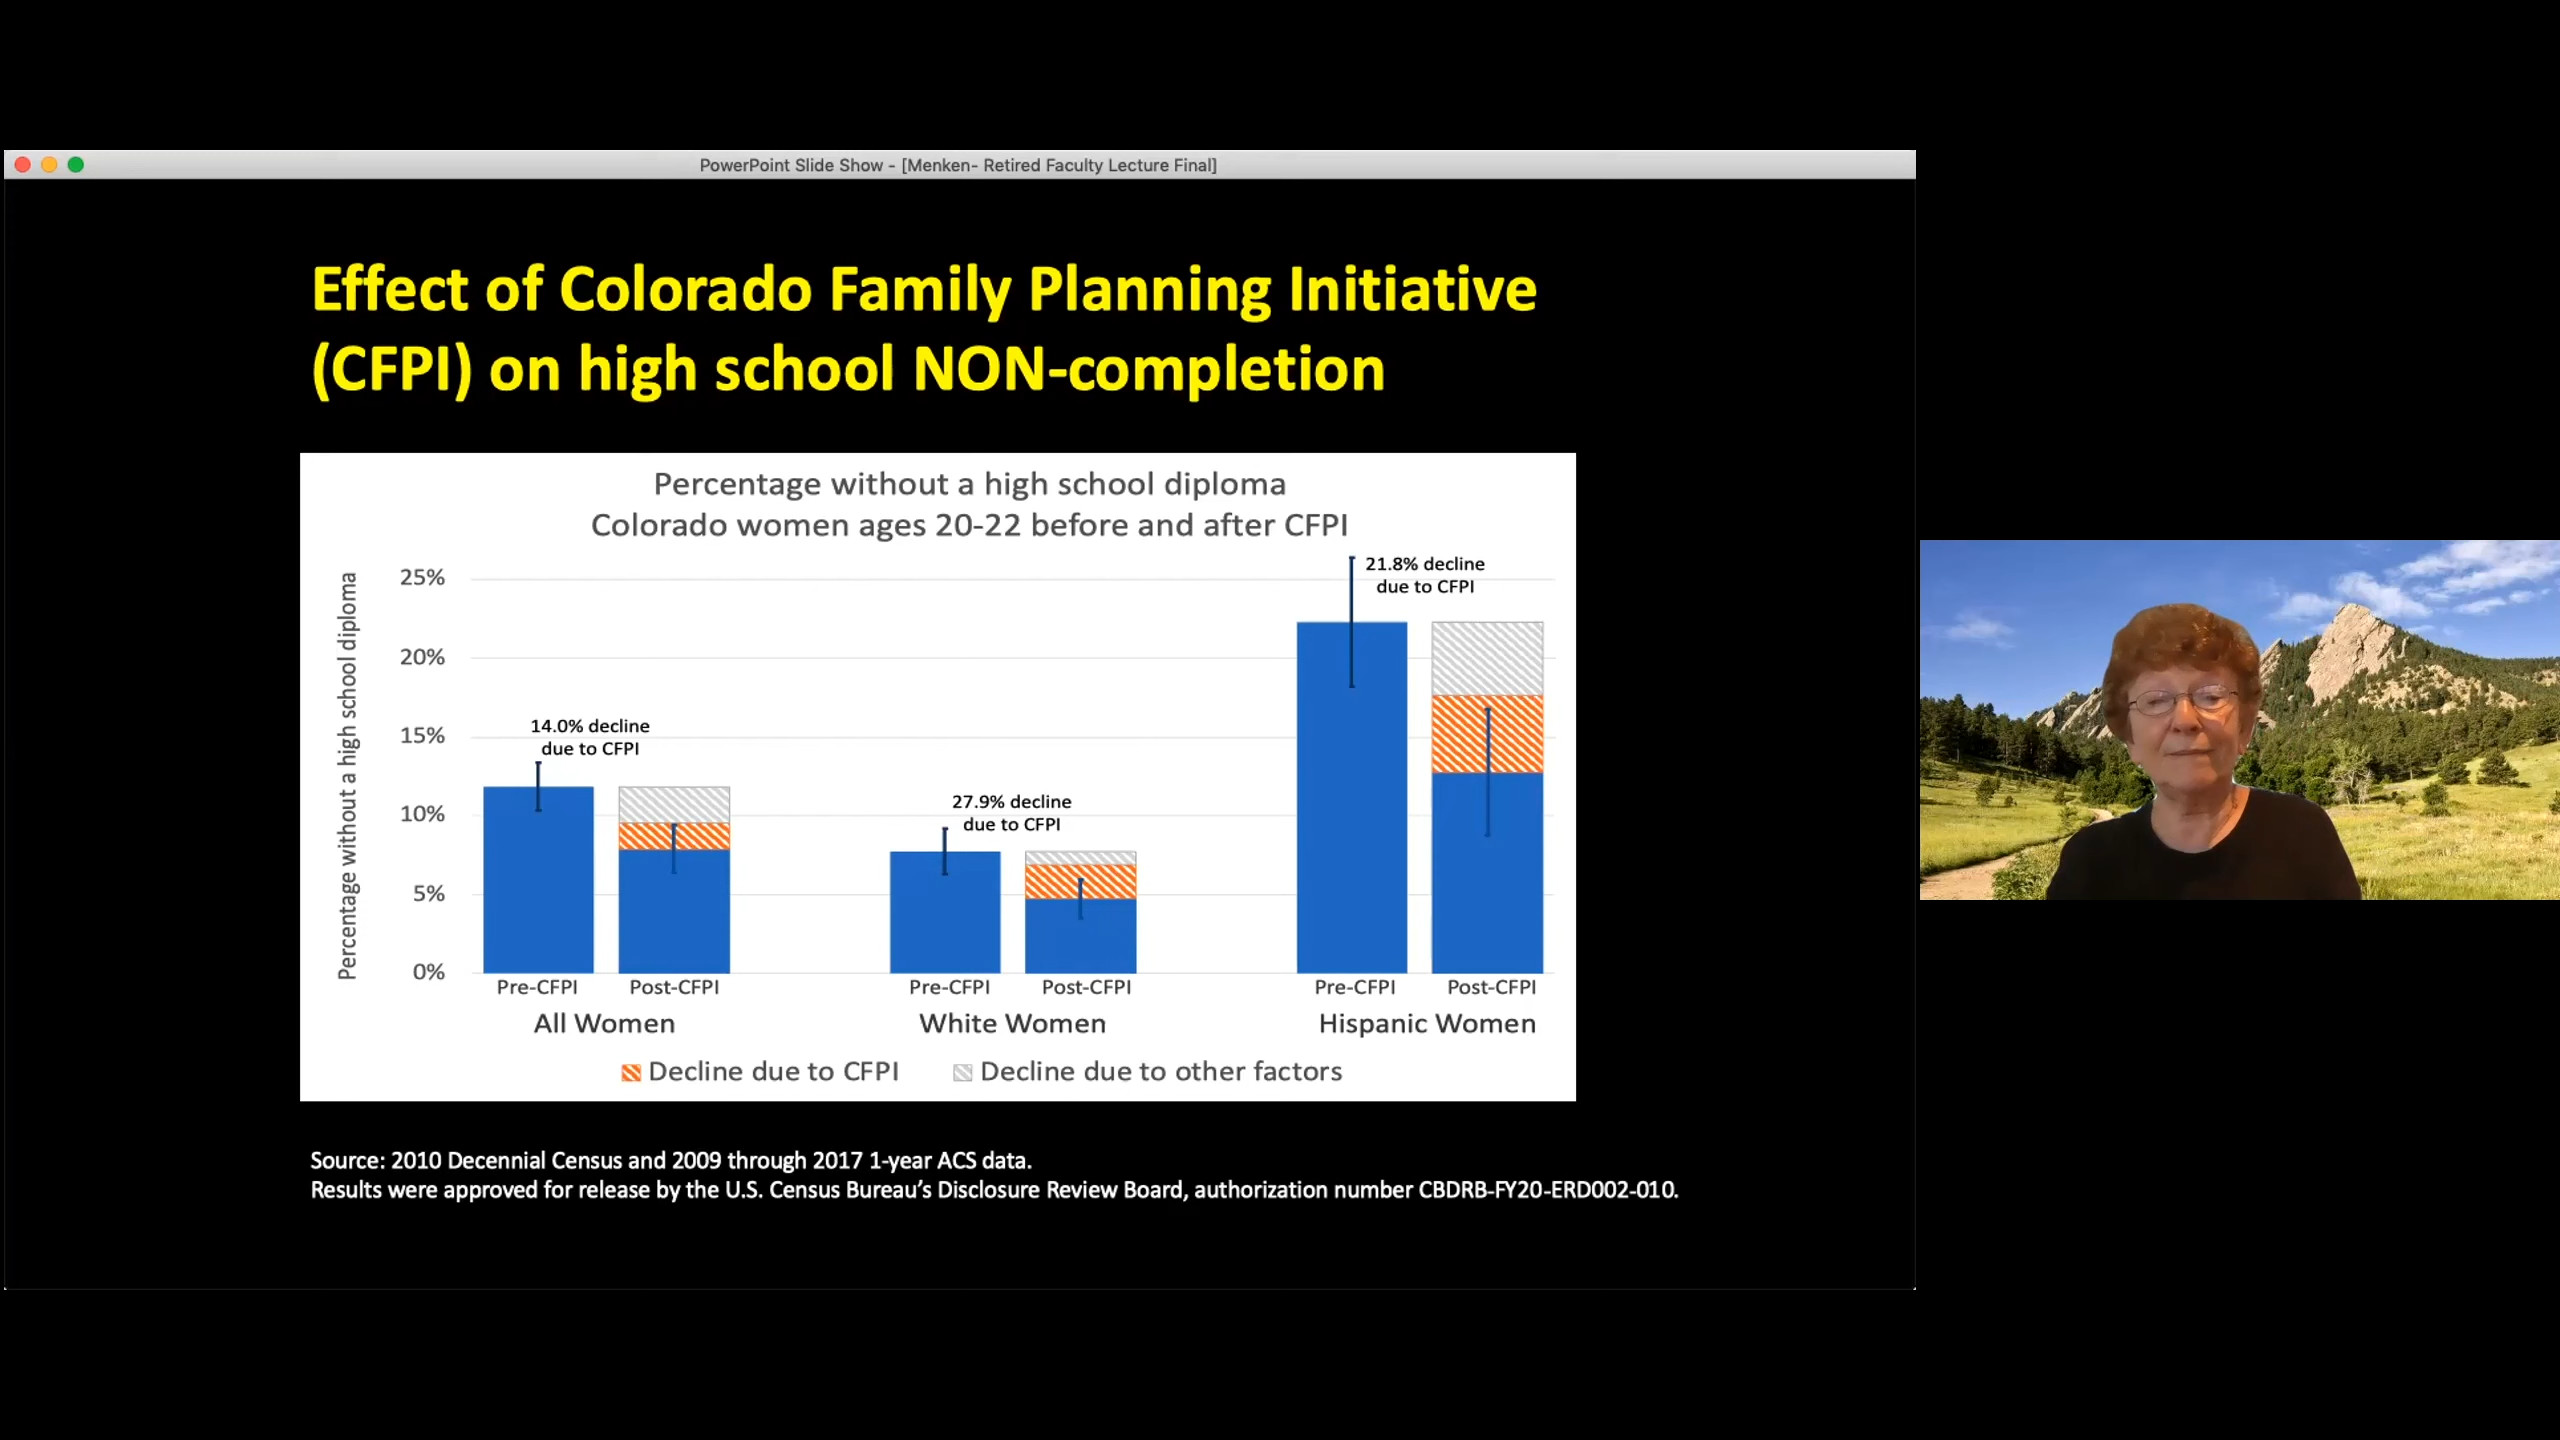 PowerPoint Slide Show - [Menken- Retired Faculty Lecture Final]
Effect of Colorado Family Planning Initiative
(CFPI) on high school NON-completion
Percentage without a high school diploma
Colorado women ages 20-22 before and after CFPI
Percentage without a high school diploma
25%
20%
15%
10%
5%
0%
14.0% decline
due to CFPI
27.9% decline
due to CFPI
21.8% decline
due to CFPI
Pre-CFPI Post-CFPI Pre-CFPI Post-CFPI Pre-CFPI Post-CFPI
All Women White Women Hispanic Women
Decline due to CFPI Decline due to other factors
Source: 2010 Decennial Census and 2009 through 2017 1-year ACS data.
Results were approved for release by the U.S. Census Bureau’s Disclosure Review Board, authorization number CBDRB-FY20-ERD002-010.